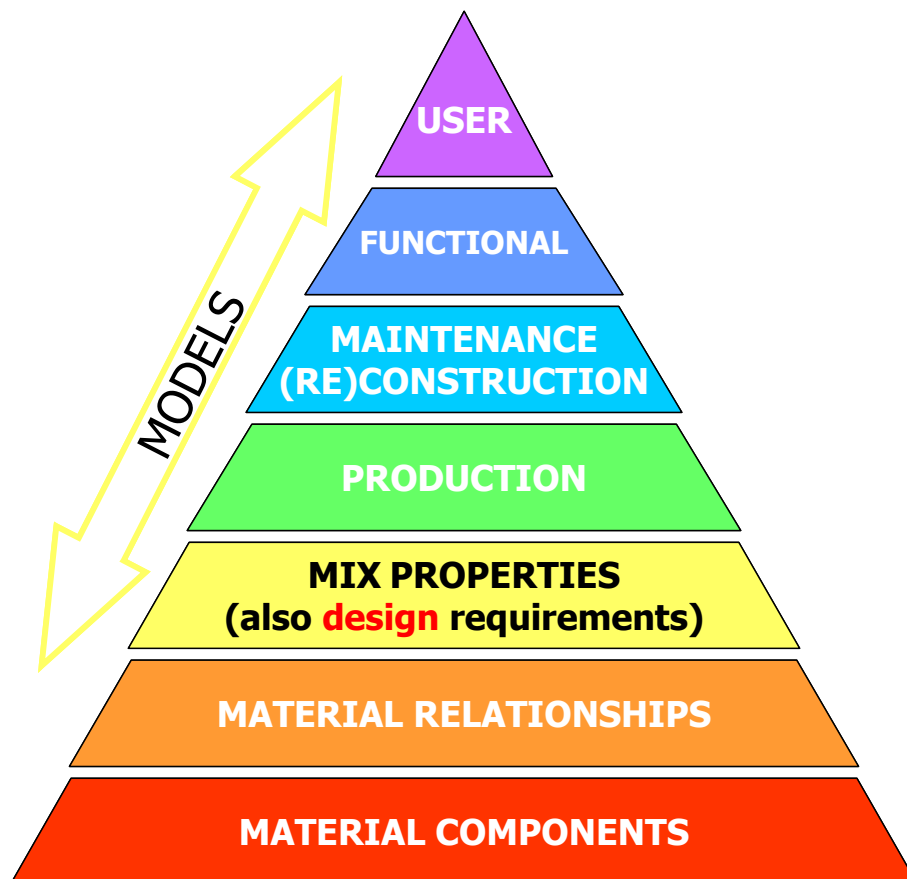 USER
FUNCTIONAL
MODELS
MAINTENANCE
(RE)CONSTRUCTION
PRODUCTION
MIX PROPERTIES
(also design requirements)
MATERIAL RELATIONSHIPS
MATERIAL COMPONENTS